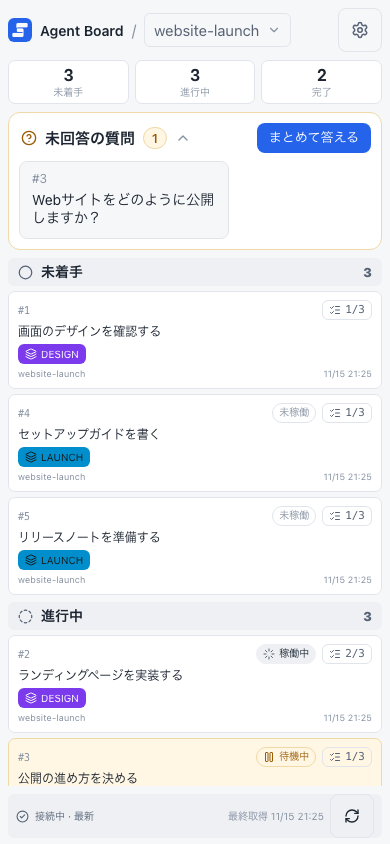 Agent Board / website-launch
3 3 2
未着手 進行中 完了
未回答の質問 1 まとめて答える
#3
Webサイトをどのように公開
しますか？
未着手 3
#1 1/3
画面のデザインを確認する
DESIGN
website-launch 11/15 21:25
#4 未稼働 1/3
セットアップガイドを書く
LAUNCH
website-launch 11/15 21:25
#5 未稼働 1/3
リリースノートを準備する
LAUNCH
website-launch 11/15 21:25
進行中 3
#2 稼働中 2/3
ランディングページを実装する
DESIGN
website-launch 11/15 21:25
#3 待機中 1/3
公開の進め方を決める
接続中 · 最新 最終取得 11/15 21:25